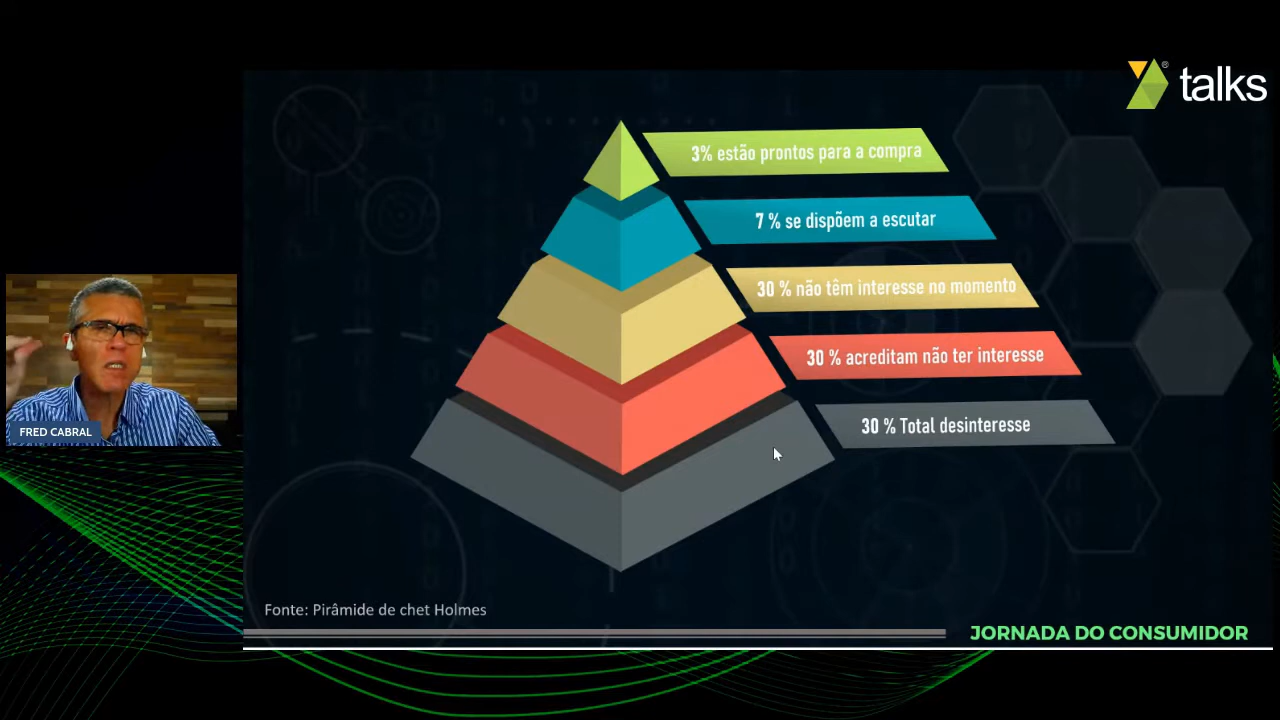 talks
3% estão prontos para a compra
7 % se dispõem a escutar
30 % não têm interesse no momento
30 % acreditam não ter interesse
FRED CABRAL
30 % Total desinteresse
Fonte: Pirâmide de chet Holmes
JORNADA DO CONSUMIDOR